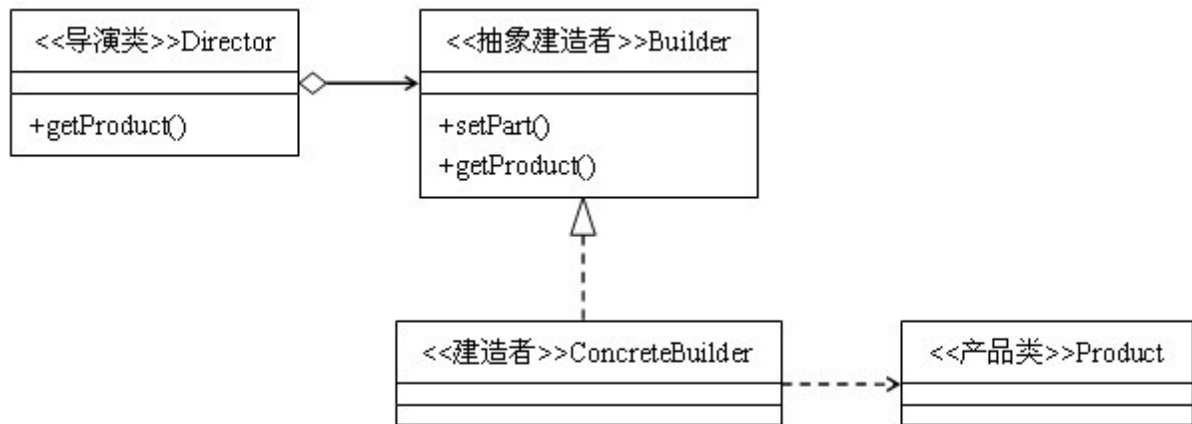 <<导演类>>Director
+getProduct()
<<抽象建造者>>Builder
+setPart()
+getProduct()
<<建造者>>ConcreteBuilder
<<产品类>>Product